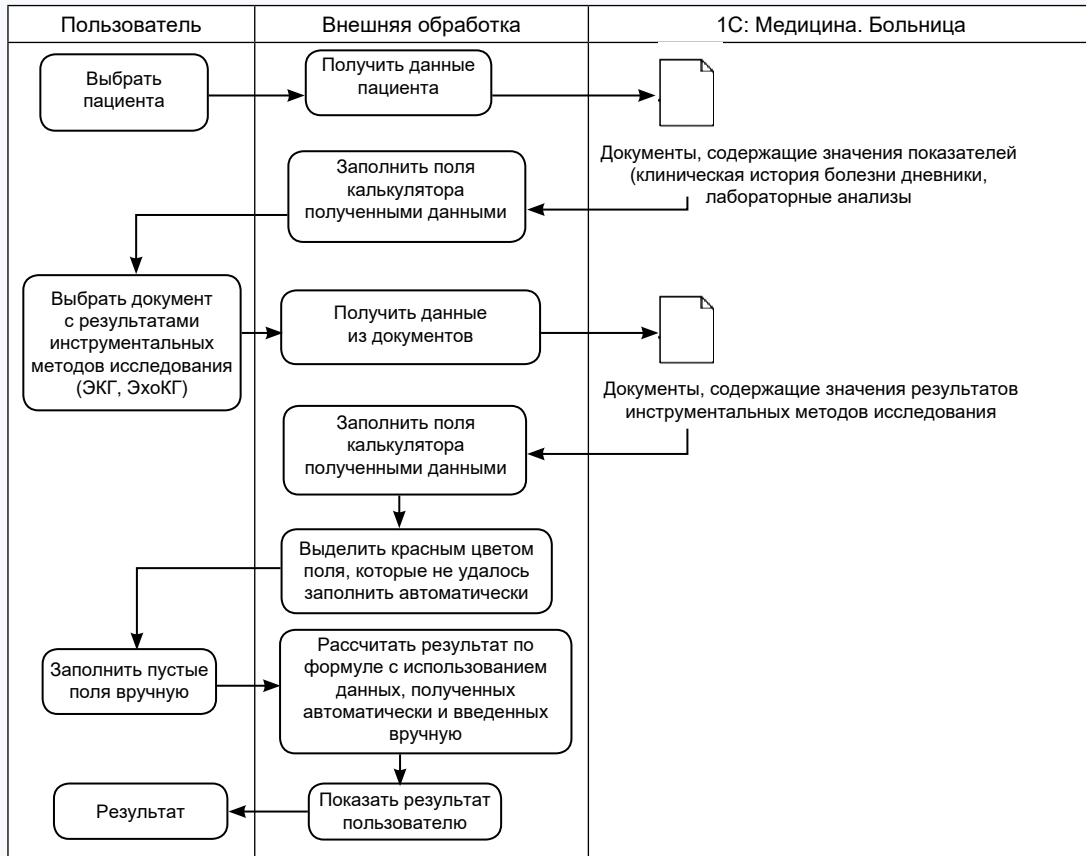 Пользователь
Внешняя обработка
1С: Медицина. Больница
Выбрать
пациента
Получить данные
пациента
Документы, содержащие значения показателей
(клиническая история болезни дневники,
лабораторные анализы
Заполнить поля
калькулятора
полученными данными
Выбрать документ
с результатами
инструментальных
методов исследования
(ЭКГ, ЭхоКГ)
Получить данные
из документов
Документы, содержащие значения результатов
инструментальных методов исследования
Заполнить поля
калькулятора
полученными данными
Выделить красным цветом
поля, которые не удалось
заполнить автоматически
Заполнить пустые
поля вручную
Рассчитать результат по
формуле с использованием
данных, полученных
автоматически и введенных
вручную
Показать результат
пользователю
Результат